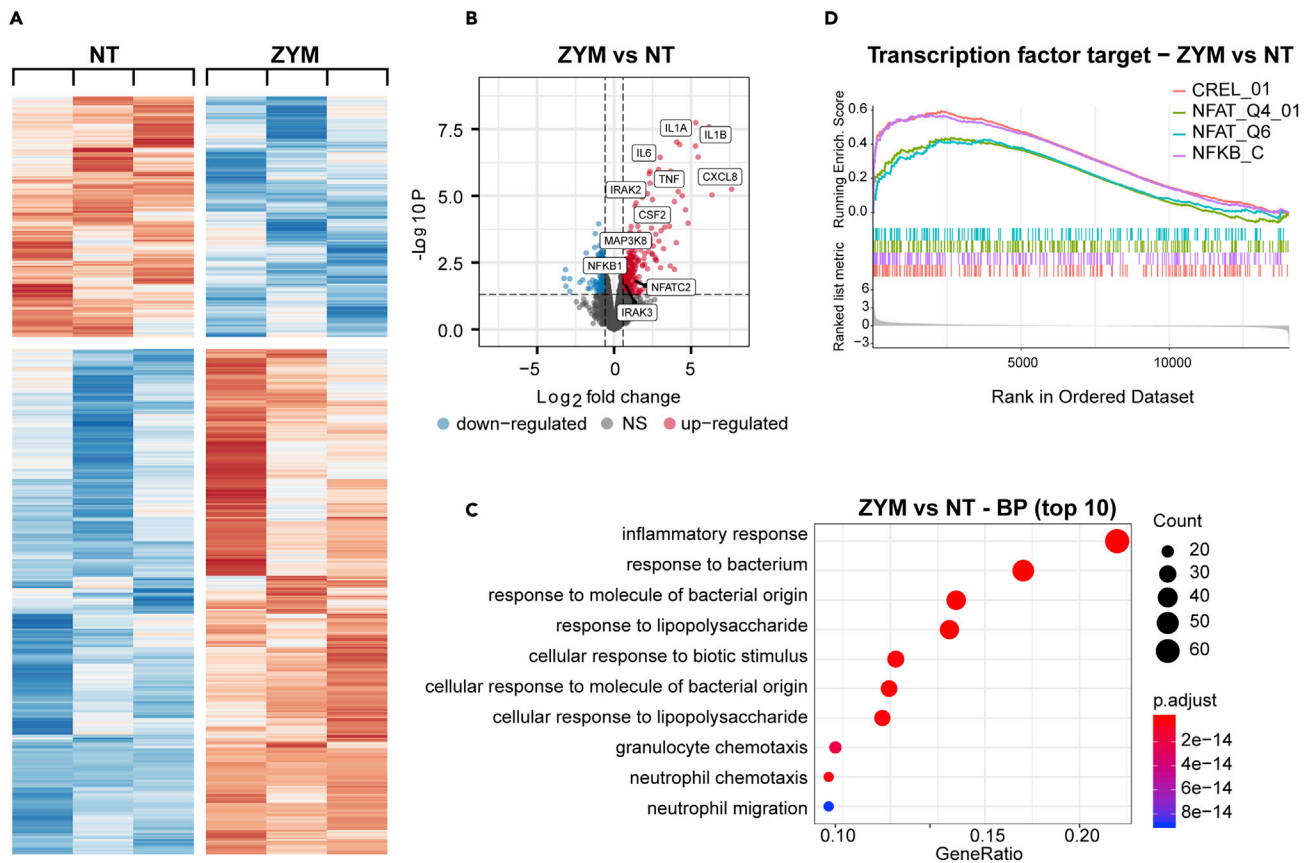 A
NT
ZYM
B
ZYM vs NT
-Log 10 P
7.5
5.0
2.5
0.0
IL1A
IL1B
IL6
TNF
CXCL8
IRAK2
CSF2
MAP3K8
NFKB1
NFATC2
IRAK3
−5
0
5
Log2 fold change
down−regulated
NS
up−regulated
D
Transcription factor target − ZYM vs NT
CREL_01
NFAT_Q4_01
NFAT_Q6
NFKB_C
Running Enrich. Score
0.6
0.4
0.2
0.0
Ranked list metric
6
3
0
−3
5000
10000
Rank in Ordered Dataset
C
ZYM vs NT - BP (top 10)
inflammatory response
response to bacterium
response to molecule of bacterial origin
response to lipopolysaccharide
cellular response to biotic stimulus
cellular response to molecule of bacterial origin
cellular response to lipopolysaccharide
granulocyte chemotaxis
neutrophil chemotaxis
neutrophil migration
0.10
0.15
0.20
GeneRatio
Count
20
30
40
50
60
p.adjust
2e−14
4e−14
6e−14
8e−14